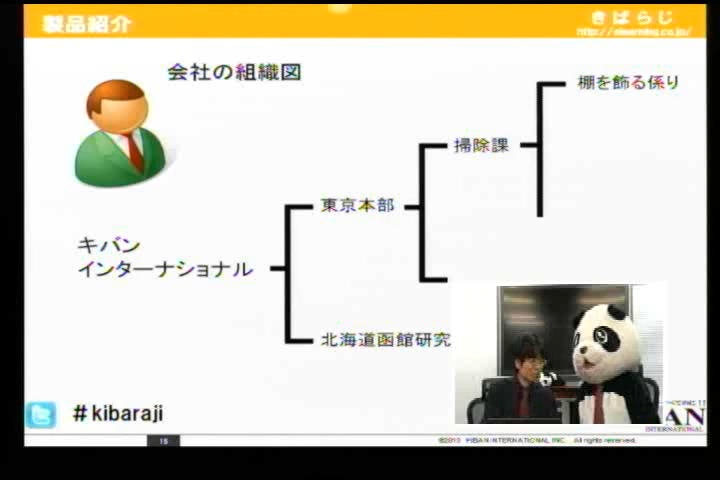 製品紹介
きばらじ
http://elearning.co.jp/
会社の組織図
棚を飾る係り
掃除課
東京本部
キバン
インターナショナル
北海道函館研究
#kibaraji
AN
INTERNATIONAL
15
©2010 KIBAN INTERNATIONAL INC. All rights reserved.